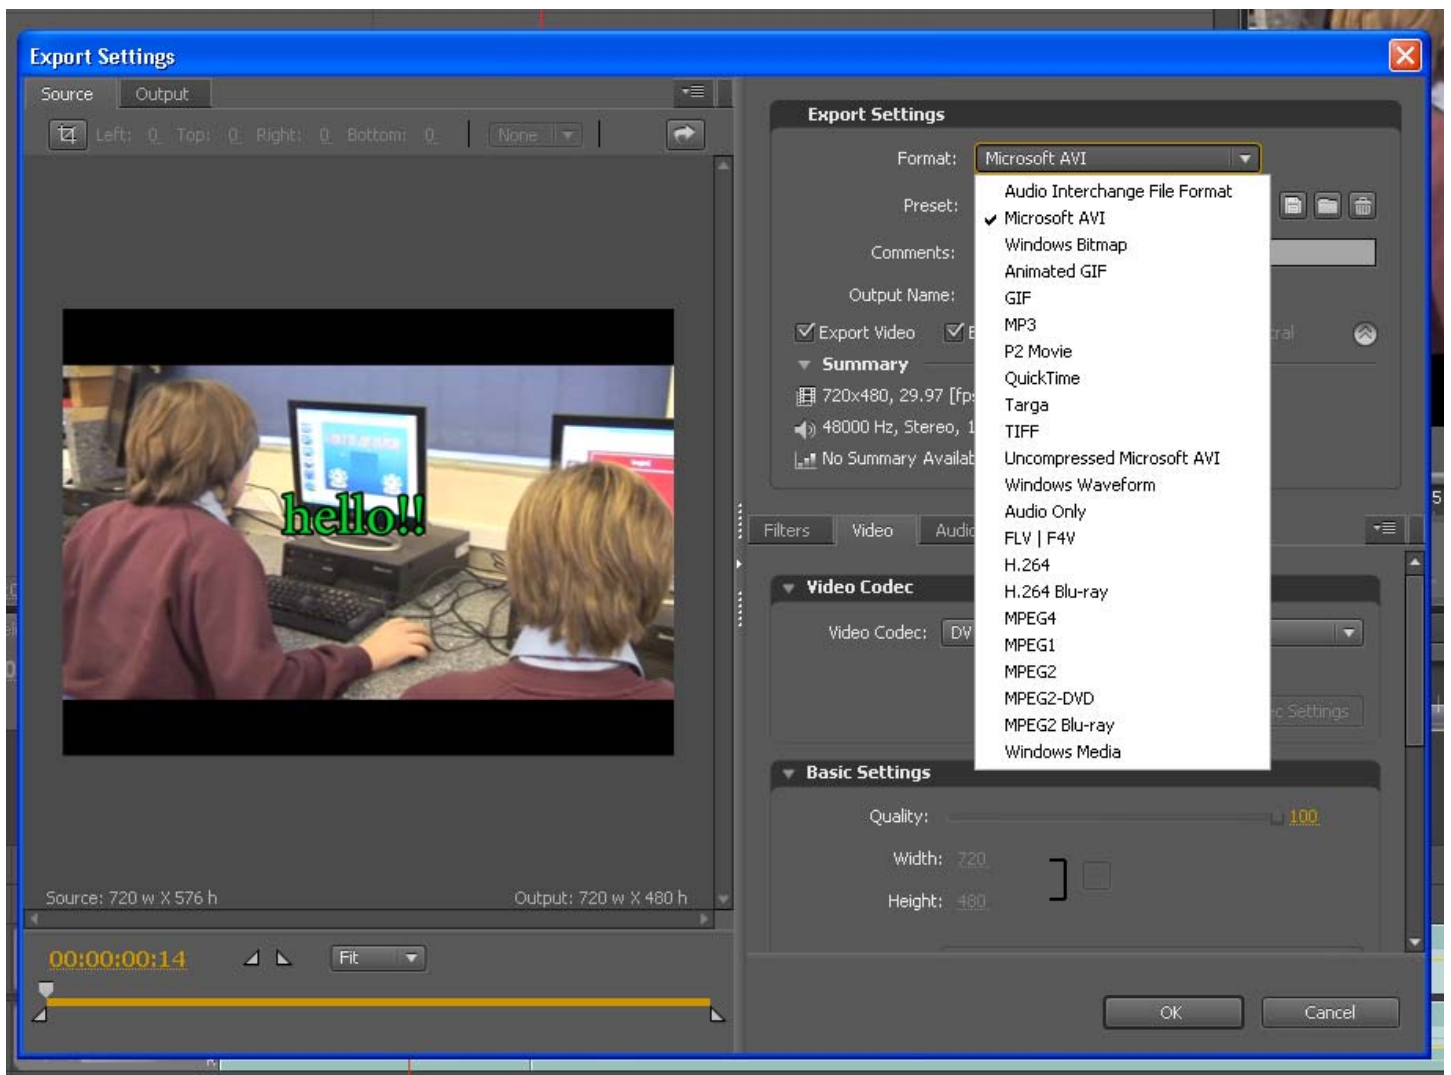 Export Settings
Source Output
Left: 0 Top: 0 Right: 0 Bottom: 0 None
hello!!
Source: 720 w X 576 h Output: 720 w X 480 h
00:00:00:14 Fit
Export Settings
Format: Microsoft AVI
Preset:
Comments:
Output Name:
Audio Interchange File Format
Microsoft AVI
Windows Bitmap
Animated GIF
GIF
MP3
P2 Movie
QuickTime
Targa
TIFF
Uncompressed Microsoft AVI
Windows Waveform
Audio Only
FLV | F4V
H.264
H.264 Blu-ray
MPEG4
MPEG1
MPEG2
MPEG2-DVD
MPEG2 Blu-ray
Windows Media
Export Video E
Summary
720x480, 29.97 [fps
48000 Hz, Stereo, 1
No Summary Availab
Filters Video Audio
Video Codec
Video Codec: DV
c Settings
Basic Settings
Quality: 100
Width: 720
Height: 480
OK Cancel